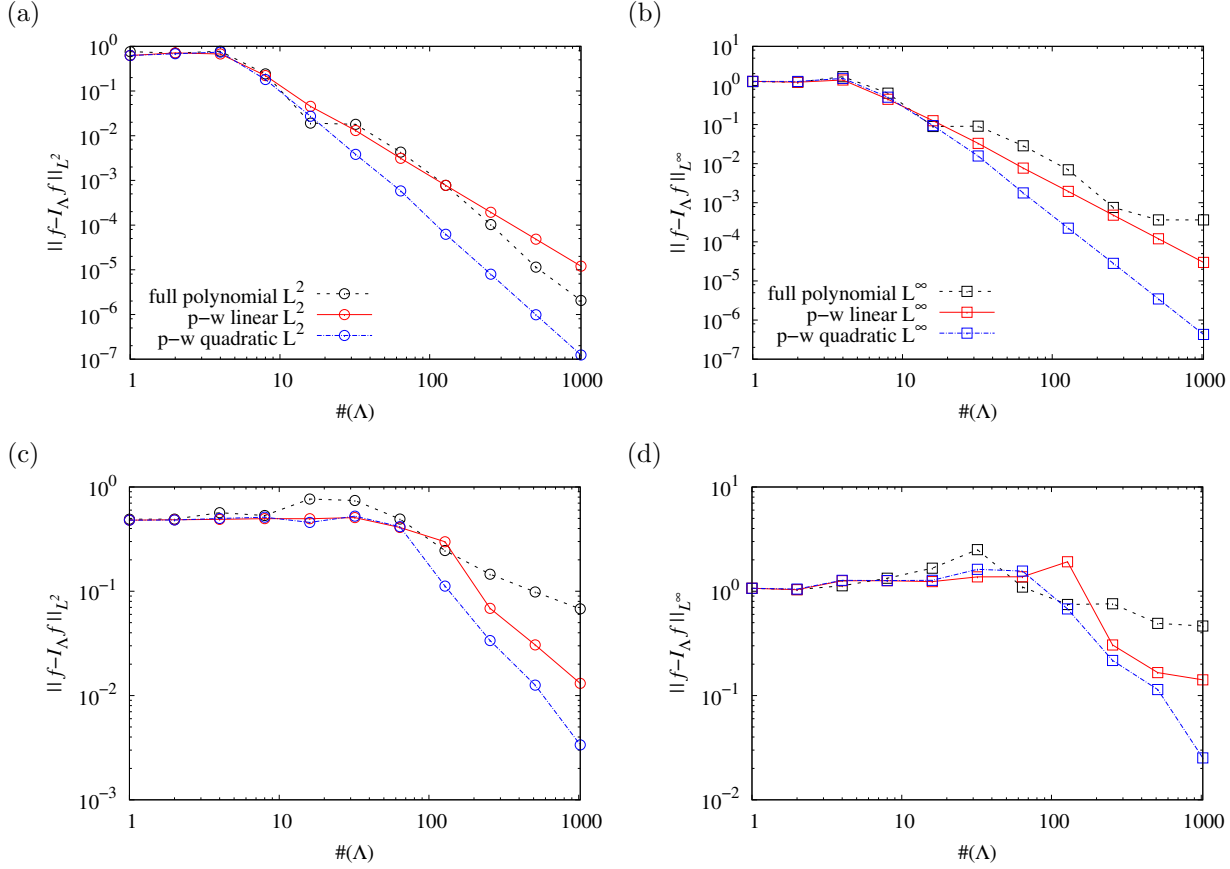 (a)
10^0
10^-1
10^-2
10^-3
10^-4
10^-5
10^-6
10^-7
|| f−I_Λ f ||_L^2
full polynomial L^2
p−w linear L^2
p−w quadratic L^2
1 10 100 1000
#(Λ)
(b)
10^1
10^0
10^-1
10^-2
10^-3
10^-4
10^-5
10^-6
10^-7
|| f−I_Λ f ||_L^∞
full polynomial L^∞
p−w linear L^∞
p−w quadratic L^∞
1 10 100 1000
#(Λ)
(c)
10^0
10^-1
10^-2
10^-3
|| f−I_Λ f ||_L^2
1 10 100 1000
#(Λ)
(d)
10^1
10^0
10^-1
10^-2
|| f−I_Λ f ||_L^∞
1 10 100 1000
#(Λ)